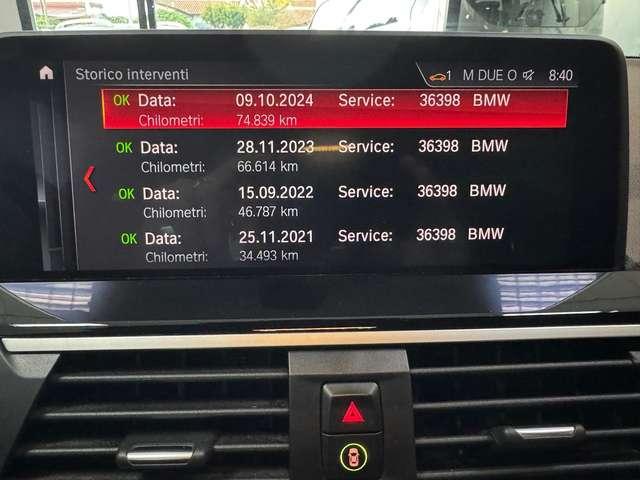 Storico interventi 1 M DUE O 8:40
OK Data: 09.10.2024 Service: 36398 BMW
Chilometri: 74.839 km
OK Data: 28.11.2023 Service: 36398 BMW
Chilometri: 66.614 km
OK Data: 15.09.2022 Service: 36398 BMW
Chilometri: 46.787 km
OK Data: 25.11.2021 Service: 36398 BMW
Chilometri: 34.493 km